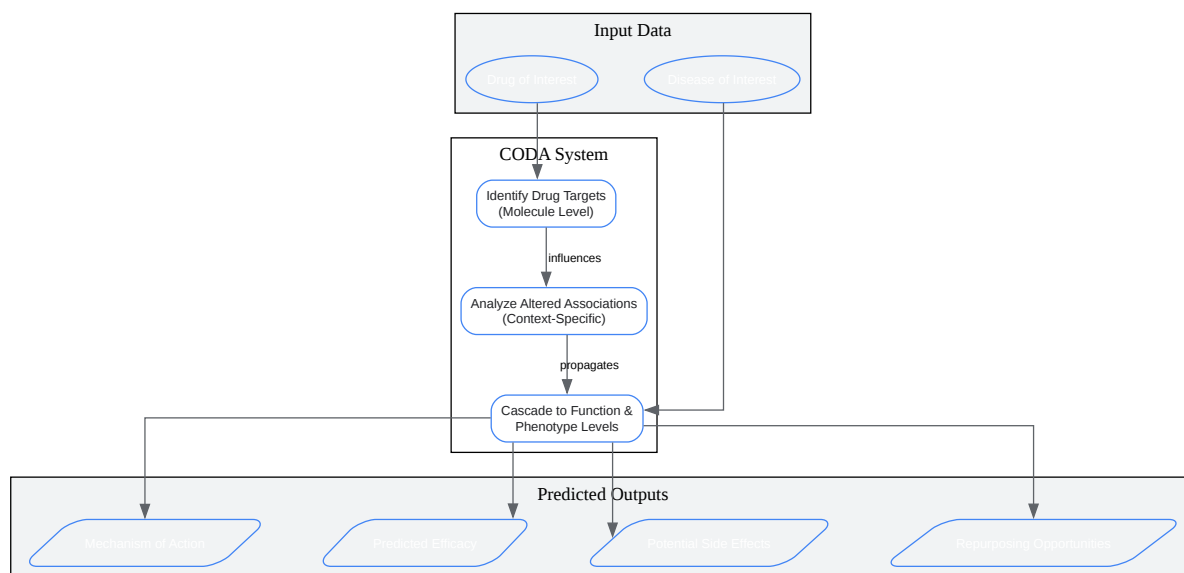 Input Data
Drug of Interest
Disease of Interest
CODA System
Identify Drug Targets
(Molecule Level)
influences
Analyze Altered Associations
(Context-Specific)
propagates
Cascade to Function &
Phenotype Levels
Predicted Outputs
Mechanism of Action
Predicted Efficacy
Potential Side Effects
Repurposing Opportunities